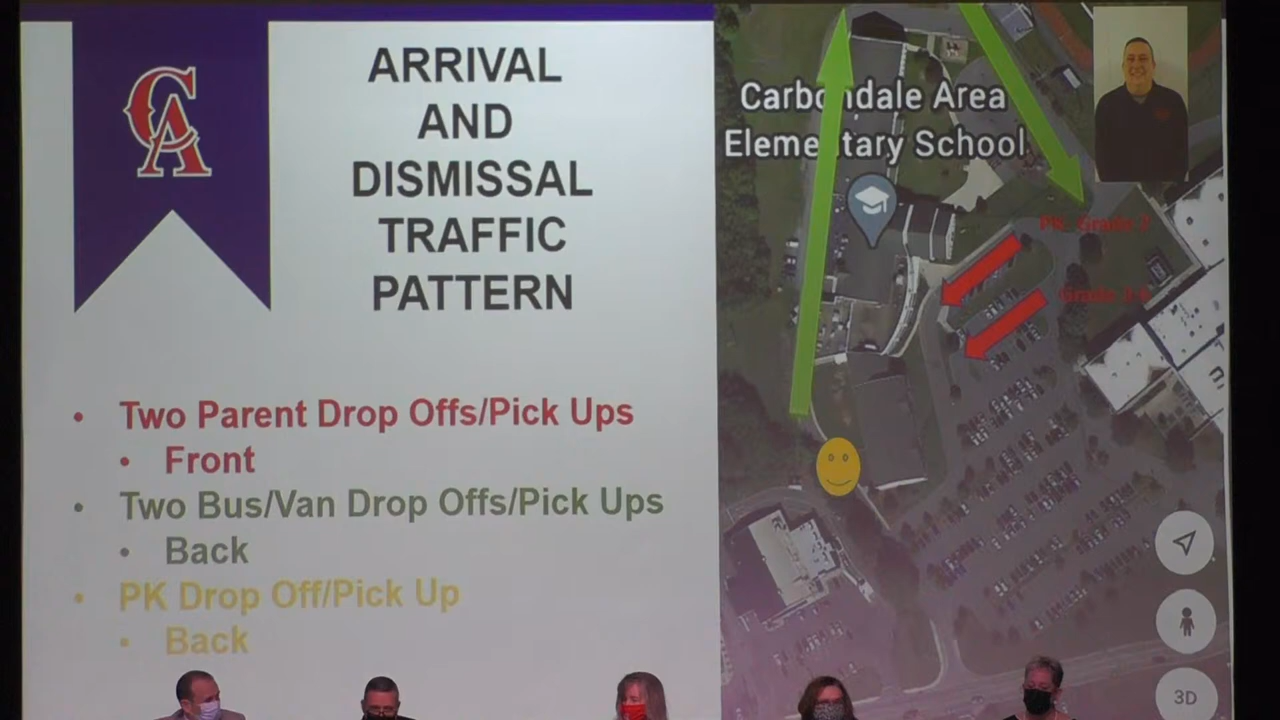 CA
ARRIVAL
AND
DISMISSAL
TRAFFIC
PATTERN
• Two Parent Drop Offs/Pick Ups
• Front
• Two Bus/Van Drop Offs/Pick Ups
• Back
• PK Drop Off/Pick Up
• Back
Carbondale Area
Elementary School
Grade
3D